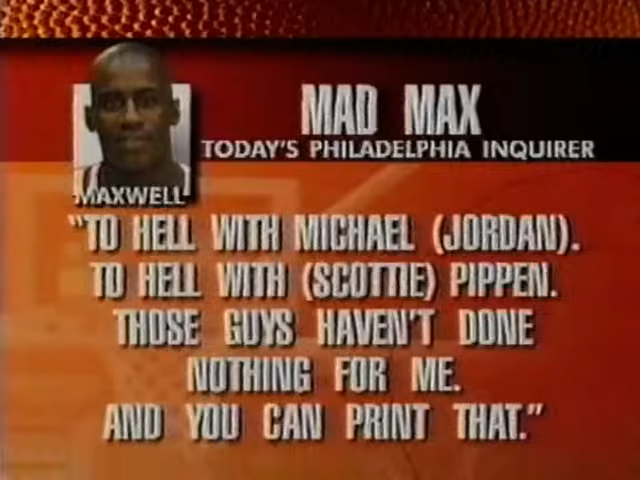 MAD MAX
TODAY'S PHILADELPHIA INQUIRER
MAXWELL
"TO HELL WITH MICHAEL (JORDAN).
TO HELL WITH (SCOTTIE) PIPPEN.
THOSE GUYS HAVEN'T DONE
NOTHING FOR ME.
AND YOU CAN PRINT THAT."